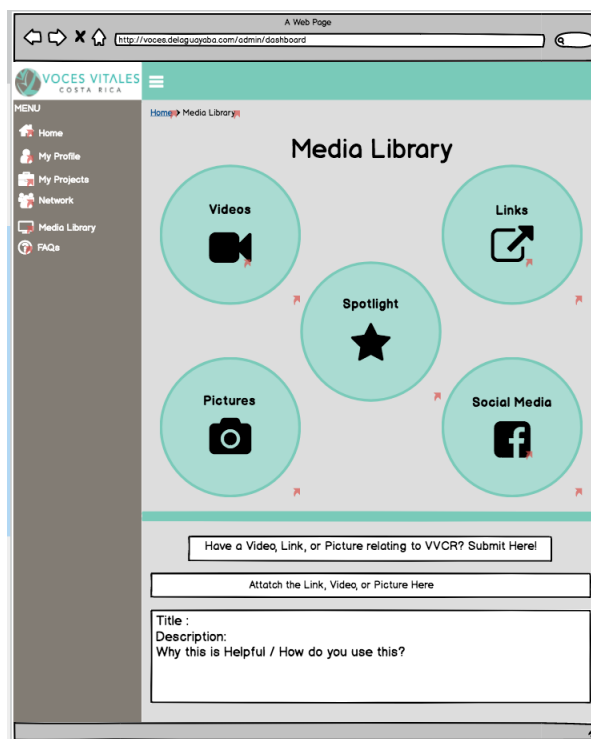 A Web Page
http://voces.delaguayaba.com/admin/dashboard
VOCES VITALES
COSTA RICA
MENU
Home
My Profile
My Projects
Network
Media Library
FAQs
Home > Media Library
Media Library
Videos
Links
Spotlight
Pictures
Social Media
Have a Video, Link, or Picture relating to VVCR? Submit Here!
Attatch the Link, Video, or Picture Here
Title :
Description:
Why this is Helpful / How do you use this?